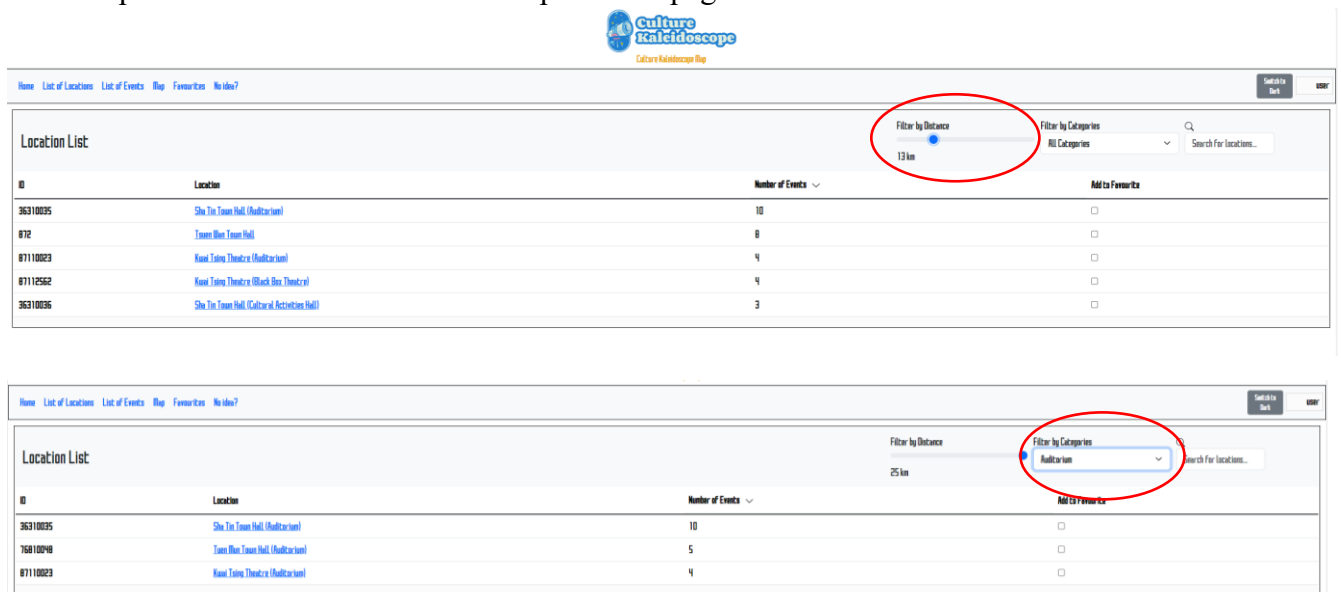 Culture
Kaleidoscope
Culture Kaleidoscope Map
Home List of Locations List of Events Map Favourites No idea?
Switch to
Dark
user
Location List
Filter by Distance
13 km
Filter by Categories
All Categories
Search for locations...
ID Location Number of Events Add to Favourite
36310035 Sha Tin Town Hall (Auditorium) 10
872 Tsuen Wan Town Hall 8
87110023 Kwai Tsing Theatre (Auditorium) 4
87112562 Kwai Tsing Theatre (Black Box Theatre) 4
36310036 Sha Tin Town Hall (Cultural Activities Hall) 3
Home List of Locations List of Events Map Favourites No idea?
Switch to
Dark
user
Location List
Filter by Distance
25 km
Filter by Categories
Auditorium
Search for locations...
ID Location Number of Events Add to Favourite
36310035 Sha Tin Town Hall (Auditorium) 10
76810048 Tuen Mun Town Hall (Auditorium) 5
87110023 Kwai Tsing Theatre (Auditorium) 4